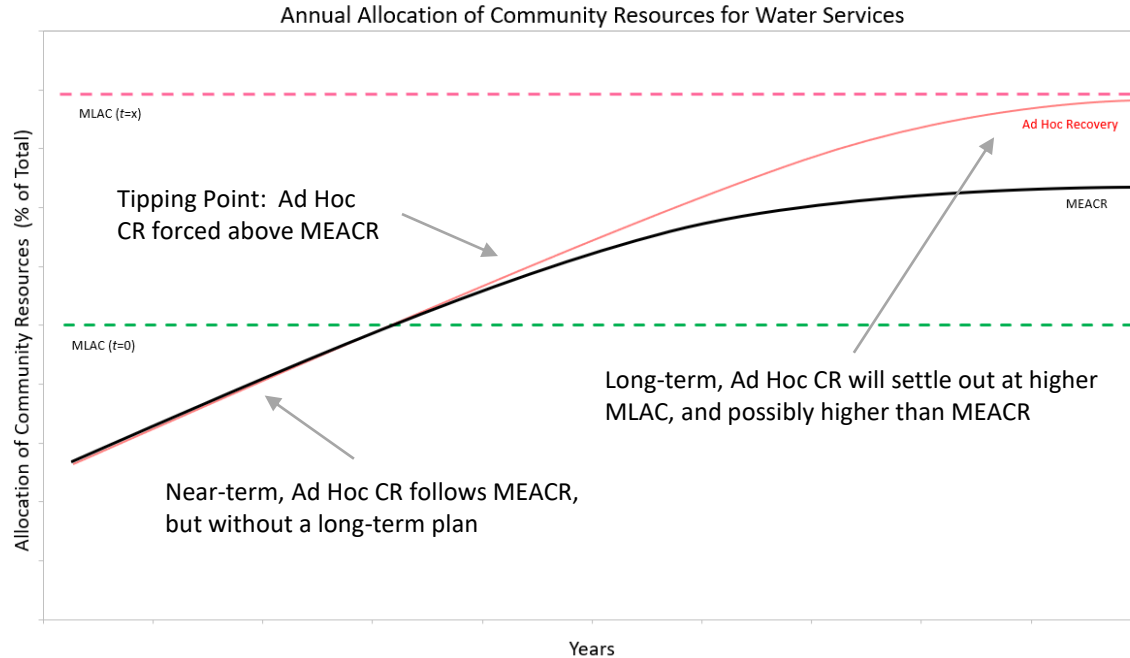 Annual Allocation of Community Resources for Water Services
MLAC (t=x)
Ad Hoc Recovery
Tipping Point:  Ad Hoc
CR forced above MEACR
MEACR
MLAC (t=0)
Long-term, Ad Hoc CR will settle out at higher
MLAC, and possibly higher than MEACR
Near-term, Ad Hoc CR follows MEACR,
but without a long-term plan
Allocation of Community Resources  (% of Total)
Years